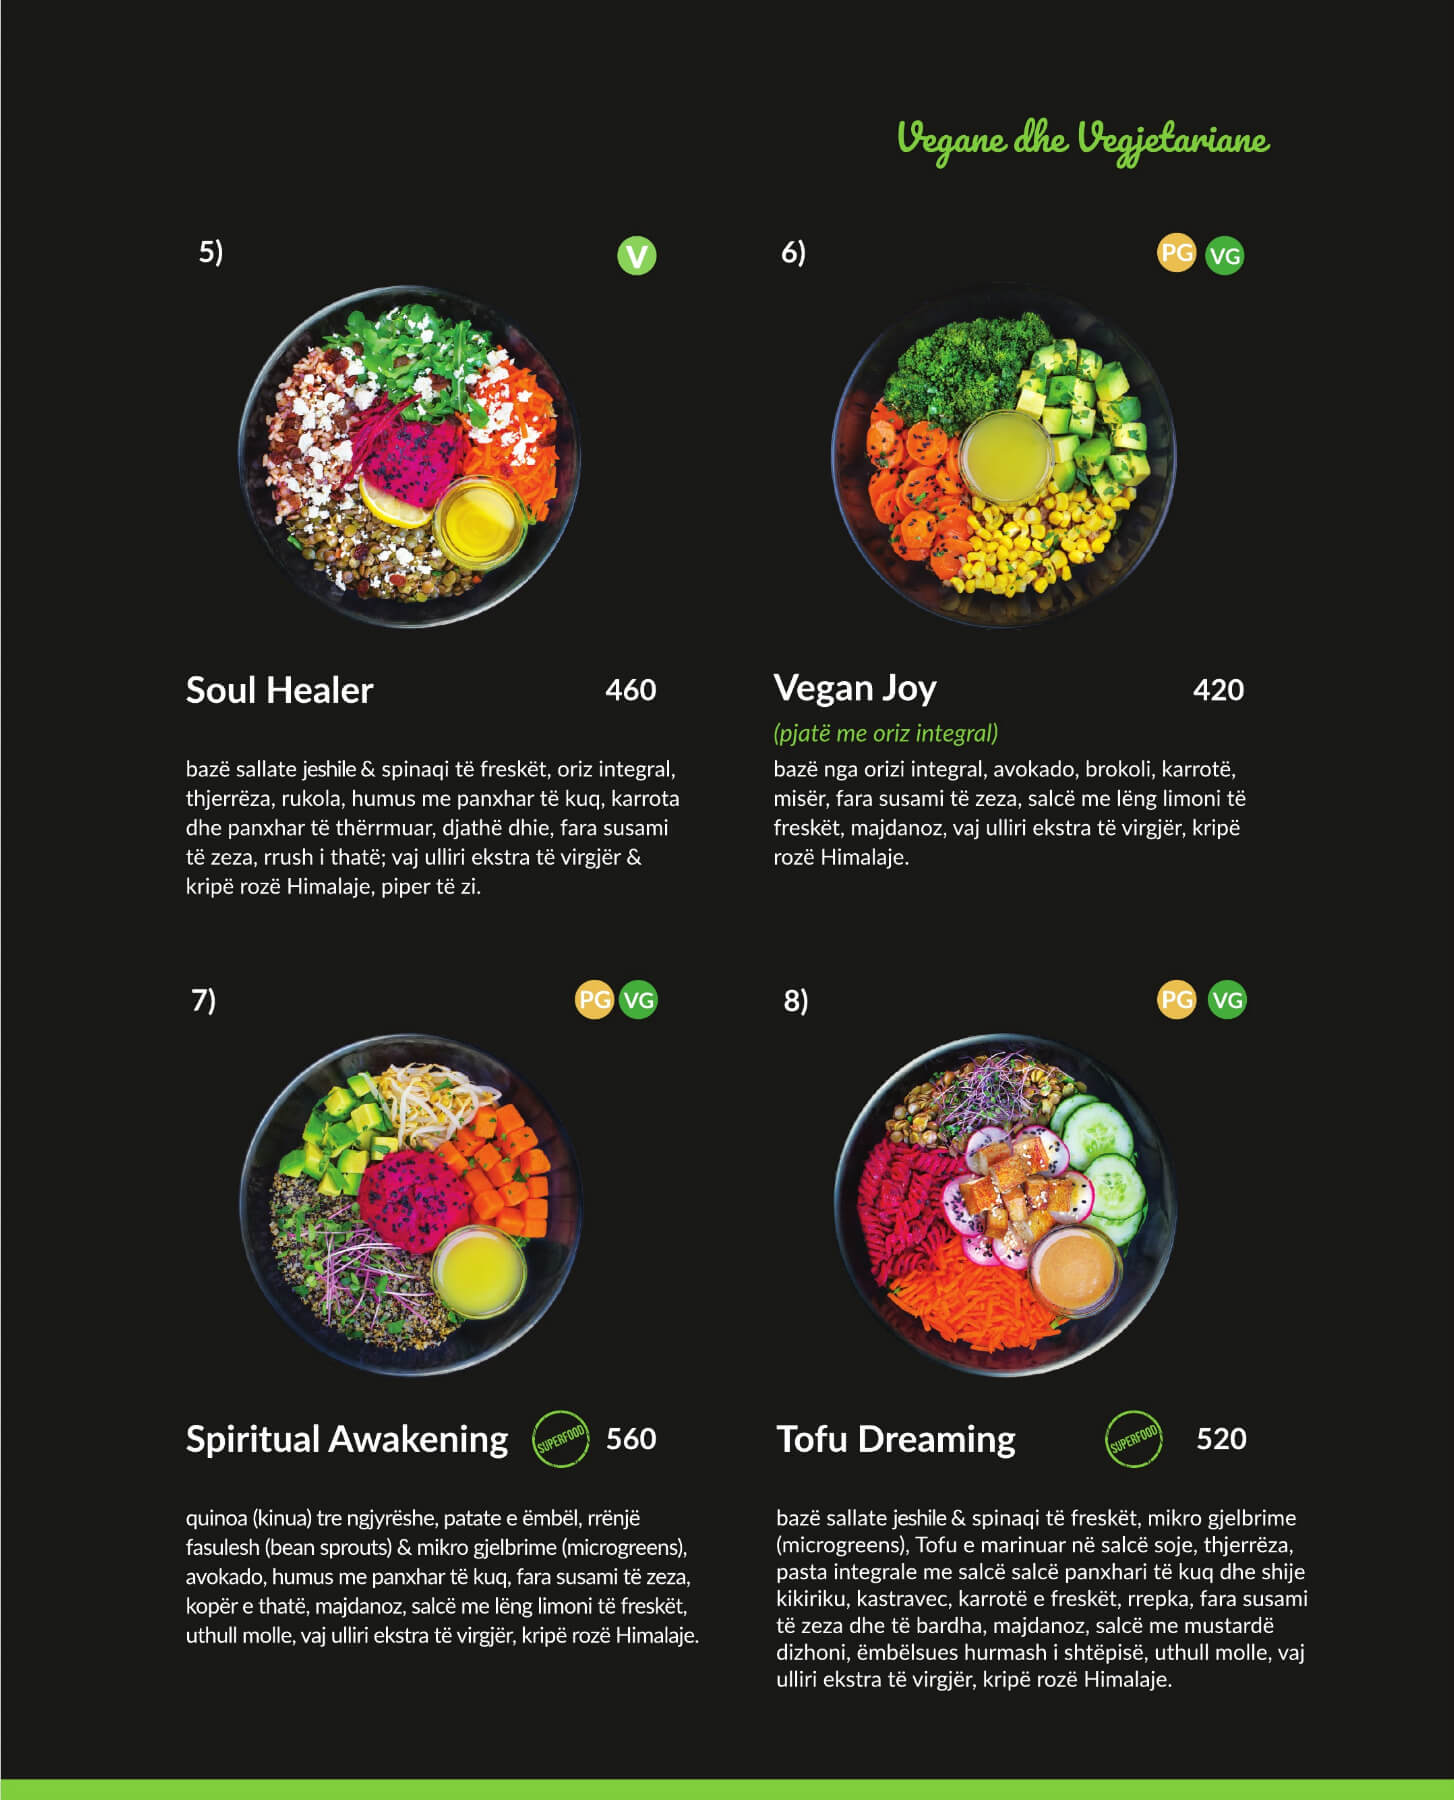 Vegane dhe Vegjetariane
5)
V
6)
PG VG
Soul Healer 460
bazë sallate jeshile & spinaqi të freskët, oriz integral,
thjerrëza, rukola, humus me panxhar të kuq, karrota
dhe panxhar të thërrmuar, djathë dhie, fara susami
të zeza, rrush i thatë; vaj ulliri ekstra të virgjër &
kripë rozë Himalaje, piper të zi.
Vegan Joy 420
(pjatë me oriz integral)
bazë nga orizi integral, avokado, brokoli, karrotë,
misër, fara susami të zeza, salcë me lëng limoni të
freskët, majdanoz, vaj ulliri ekstra të virgjër, kripë
rozë Himalaje.
7)
PG VG
8)
PG VG
Spiritual Awakening SUPERFOOD 560
quinoa (kinua) tre ngjyrëshe, patate e ëmbël, rrënjë
fasulesh (bean sprouts) & mikro gjelbrime (microgreens),
avokado, humus me panxhar të kuq, fara susami të zeza,
kopër e thatë, majdanoz, salcë me lëng limoni të freskët,
uthull molle, vaj ulliri ekstra të virgjër, kripë rozë Himalaje.
Tofu Dreaming SUPERFOOD 520
bazë sallate jeshile & spinaqi të freskët, mikro gjelbrime
(microgreens), Tofu e marinuar në salcë soje, thjerrëza,
pasta integrale me salcë salcë panxhari të kuq dhe shije
kikiriku, kastravec, karrotë e freskët, rrepka, fara susami
të zeza dhe të bardha, majdanoz, salcë me mustardë
dizhoni, ëmbëlsues hurmash i shtëpisë, uthull molle, vaj
ulliri ekstra të virgjër, kripë rozë Himalaje.